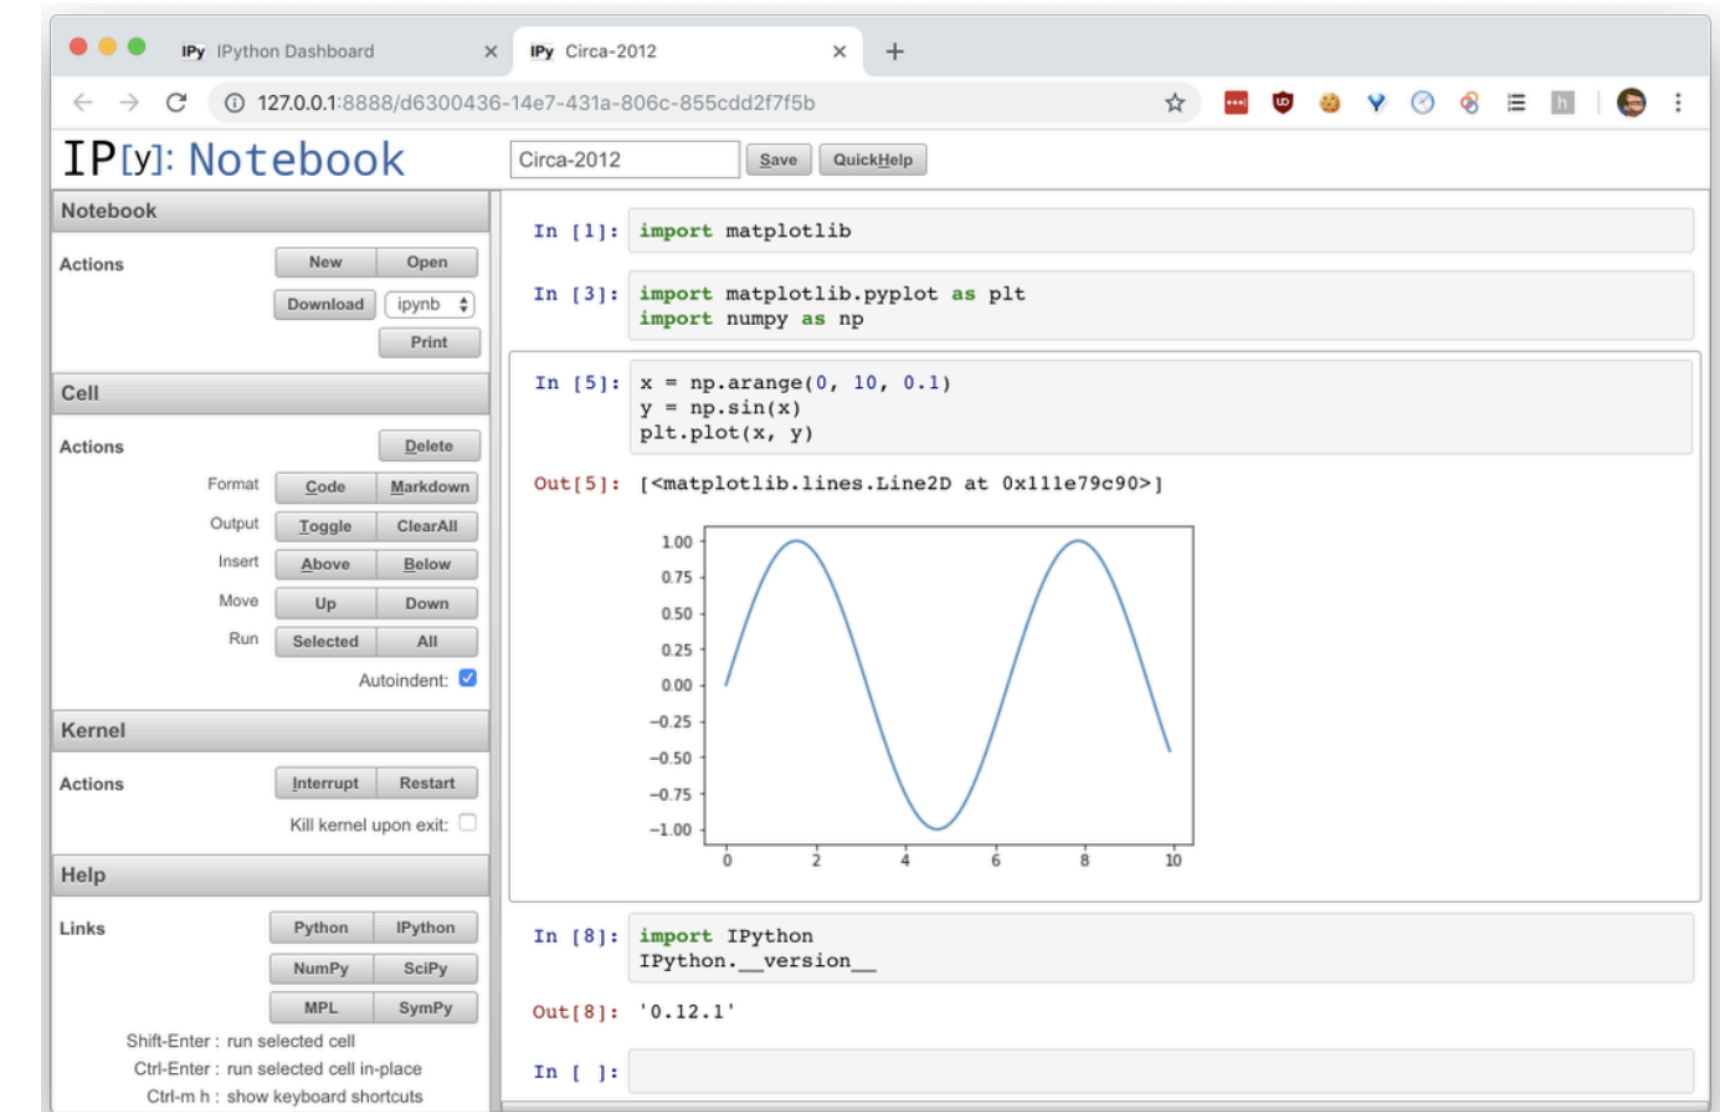 IPy IPython Dashboard
IPy Circa-2012
127.0.0.1:8888/d6300436-14e7-431a-806c-855cdd2f7f5b
h
IP[y]: Notebook
Circa-2012 Save QuickHelp
Notebook
Actions New Open
Download ipynb
Print
Cell
Actions Delete
Format Code Markdown
Output Toggle ClearAll
Insert Above Below
Move Up Down
Run Selected All
Autoindent:
Kernel
Actions Interrupt Restart
Kill kernel upon exit:
Help
Links Python IPython
NumPy SciPy
MPL SymPy
Shift-Enter : run selected cell
Ctrl-Enter : run selected cell in-place
Ctrl-m h : show keyboard shortcuts
In [1]: import matplotlib
In [3]: import matplotlib.pyplot as plt
import numpy as np
In [5]: x = np.arange(0, 10, 0.1)
y = np.sin(x)
plt.plot(x, y)
Out[5]: [<matplotlib.lines.Line2D at 0x111e79c90>]
1.00
0.75
0.50
0.25
0.00
−0.25
−0.50
−0.75
−1.00
0 2 4 6 8 10
In [8]: import IPython
IPython.__version__
Out[8]: '0.12.1'
In [ ]: